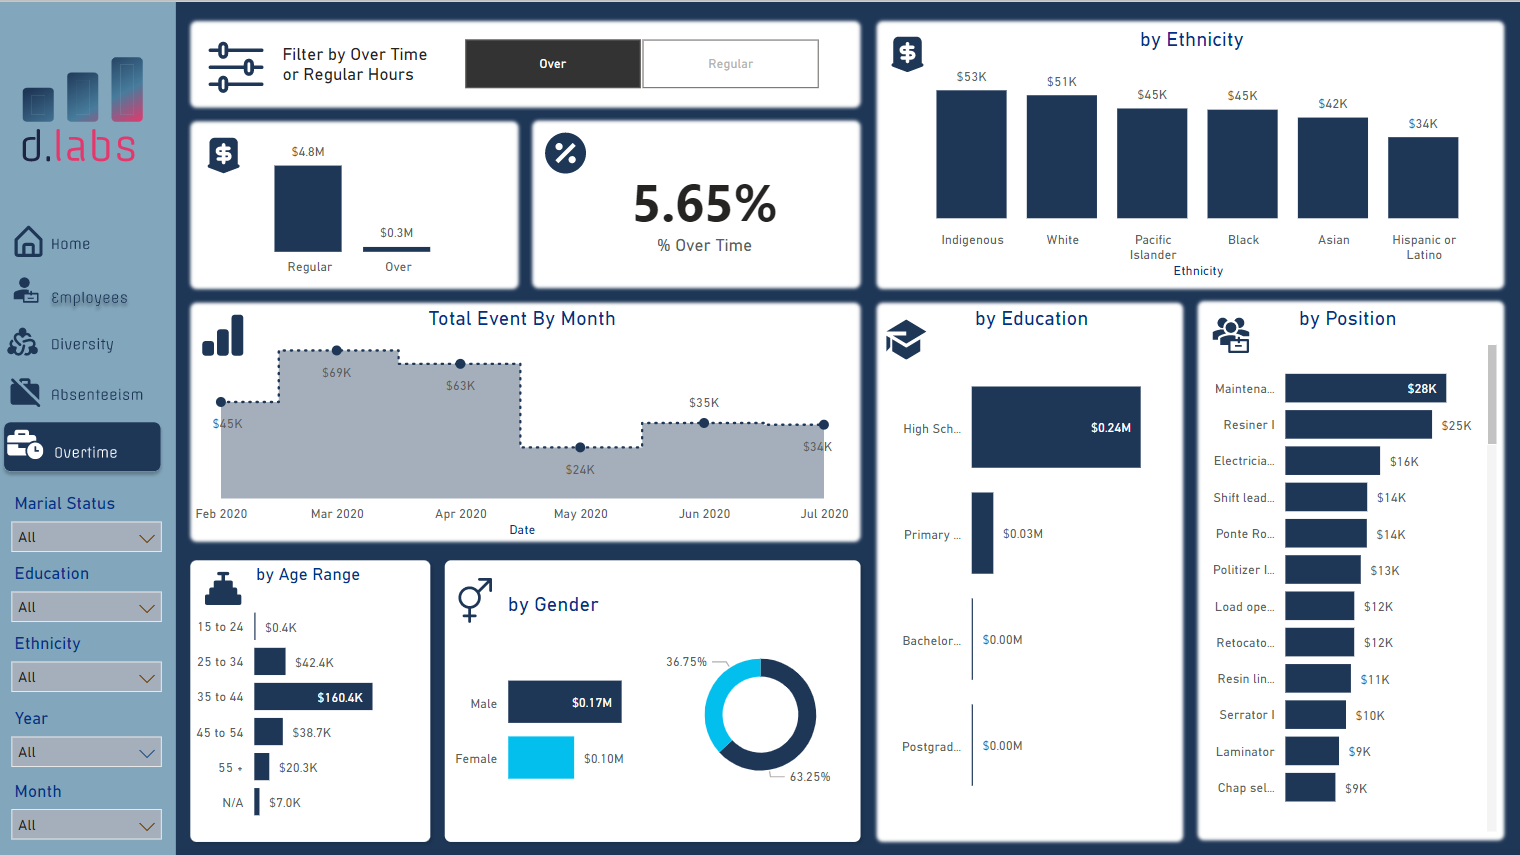 d.labs
Home
Employees
Diversity
Absenteeism
Overtime
Marial Status
All
Education
All
Ethnicity
All
Year
All
Month
All
Filter by Over Time
or Regular Hours
Over
Regular
$4.8M
$0.3M
Regular
Over
5.65%
% Over Time
by Ethnicity
$53K
$51K
$45K
$45K
$42K
$34K
Indigenous
White
Pacific
Islander
Black
Asian
Hispanic or
Latino
Ethnicity
Total Event By Month
$45K
$69K
$63K
$24K
$35K
$34K
Feb 2020
Mar 2020
Apr 2020
May 2020
Jun 2020
Jul 2020
Date
by Age Range
15 to 24 $0.4K
25 to 34 $42.4K
35 to 44 $160.4K
45 to 54 $38.7K
55 + $20.3K
N/A $7.0K
by Gender
Male $0.17M
Female $0.10M
36.75%
63.25%
by Education
High Sch... $0.24M
Primary ... $0.03M
Bachelor... $0.00M
Postgrad... $0.00M
by Position
Maintena... $28K
Resiner I $25K
Electricia... $16K
Shift lead... $14K
Ponte Ro... $14K
Politizer I... $13K
Load ope... $12K
Retocato... $12K
Resin lin... $11K
Serrator I $10K
Laminator $9K
Chap sel... $9K